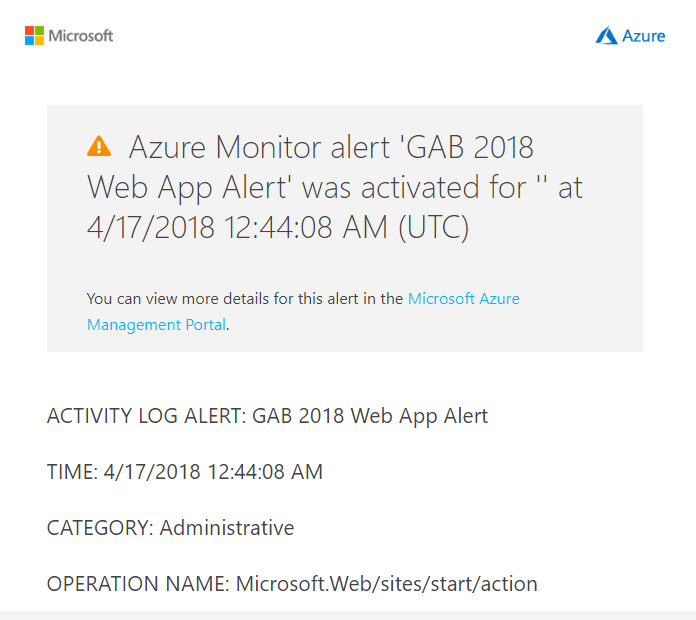 Microsoft
Azure
Azure Monitor alert 'GAB 2018
Web App Alert' was activated for '' at
4/17/2018 12:44:08 AM (UTC)
You can view more details for this alert in the Microsoft Azure
Management Portal.
ACTIVITY LOG ALERT: GAB 2018 Web App Alert
TIME: 4/17/2018 12:44:08 AM
CATEGORY: Administrative
OPERATION NAME: Microsoft.Web/sites/start/action